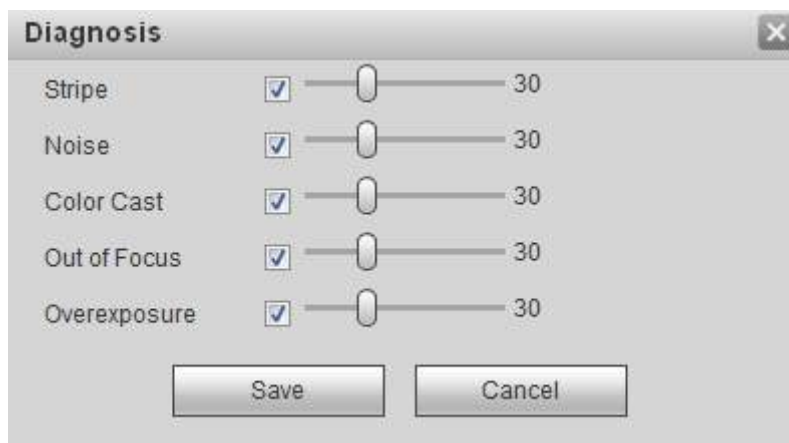 Diagnosis
Stripe 30
Noise 30
Color Cast 30
Out of Focus 30
Overexposure 30
Save Cancel